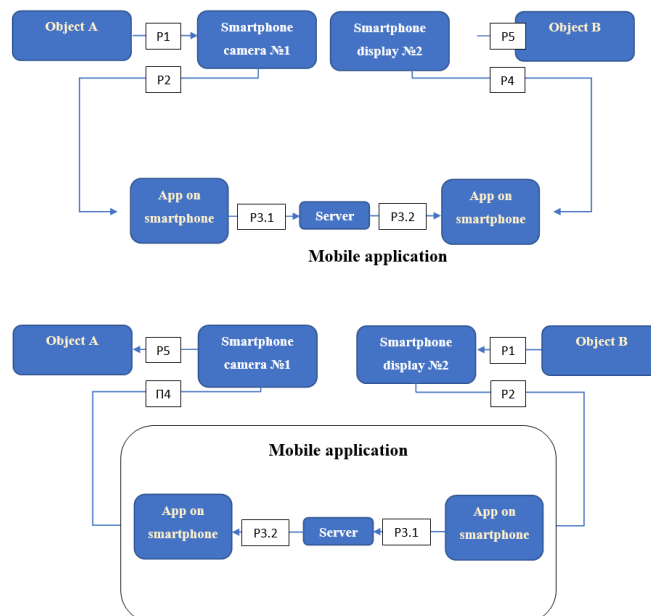 Object A
P1
Smartphone
camera №1
Smartphone
display №2
P5
Object B
P2
P4
App on
smartphone
P3.1
Server
P3.2
App on
smartphone
Mobile application
Object A
P5
Smartphone
camera №1
Smartphone
display №2
P1
Object B
П4
P2
Mobile application
App on
smartphone
P3.2
Server
P3.1
App on
smartphone